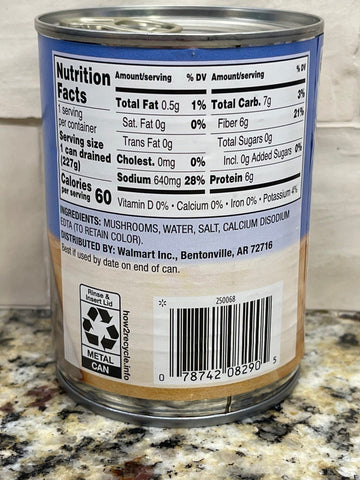 Nutrition Facts
1 serving per container
Serving size
1 can drained (227g)
Calories per serving 60
Amount/serving % DV
Total Fat 0.5g 1%
Sat. Fat 0g 0%
Trans Fat 0g
Cholest. 0mg 0%
Sodium 640mg 28%
Amount/serving % DV
Total Carb. 7g 3%
Fiber 6g 21%
Total Sugars 0g
Incl. 0g Added Sugars 0%
Protein 6g
Vitamin D 0% • Calcium 0% • Iron 0% • Potassium 4%
INGREDIENTS: MUSHROOMS, WATER, SALT, CALCIUM DISODIUM
EDTA (TO RETAIN COLOR).
DISTRIBUTED BY: Walmart Inc., Bentonville, AR 72716
Best if used by date on end of can.
Rinse &
Insert Lid
METAL
CAN
how2recycle.info
250068
0 78742 08290 5